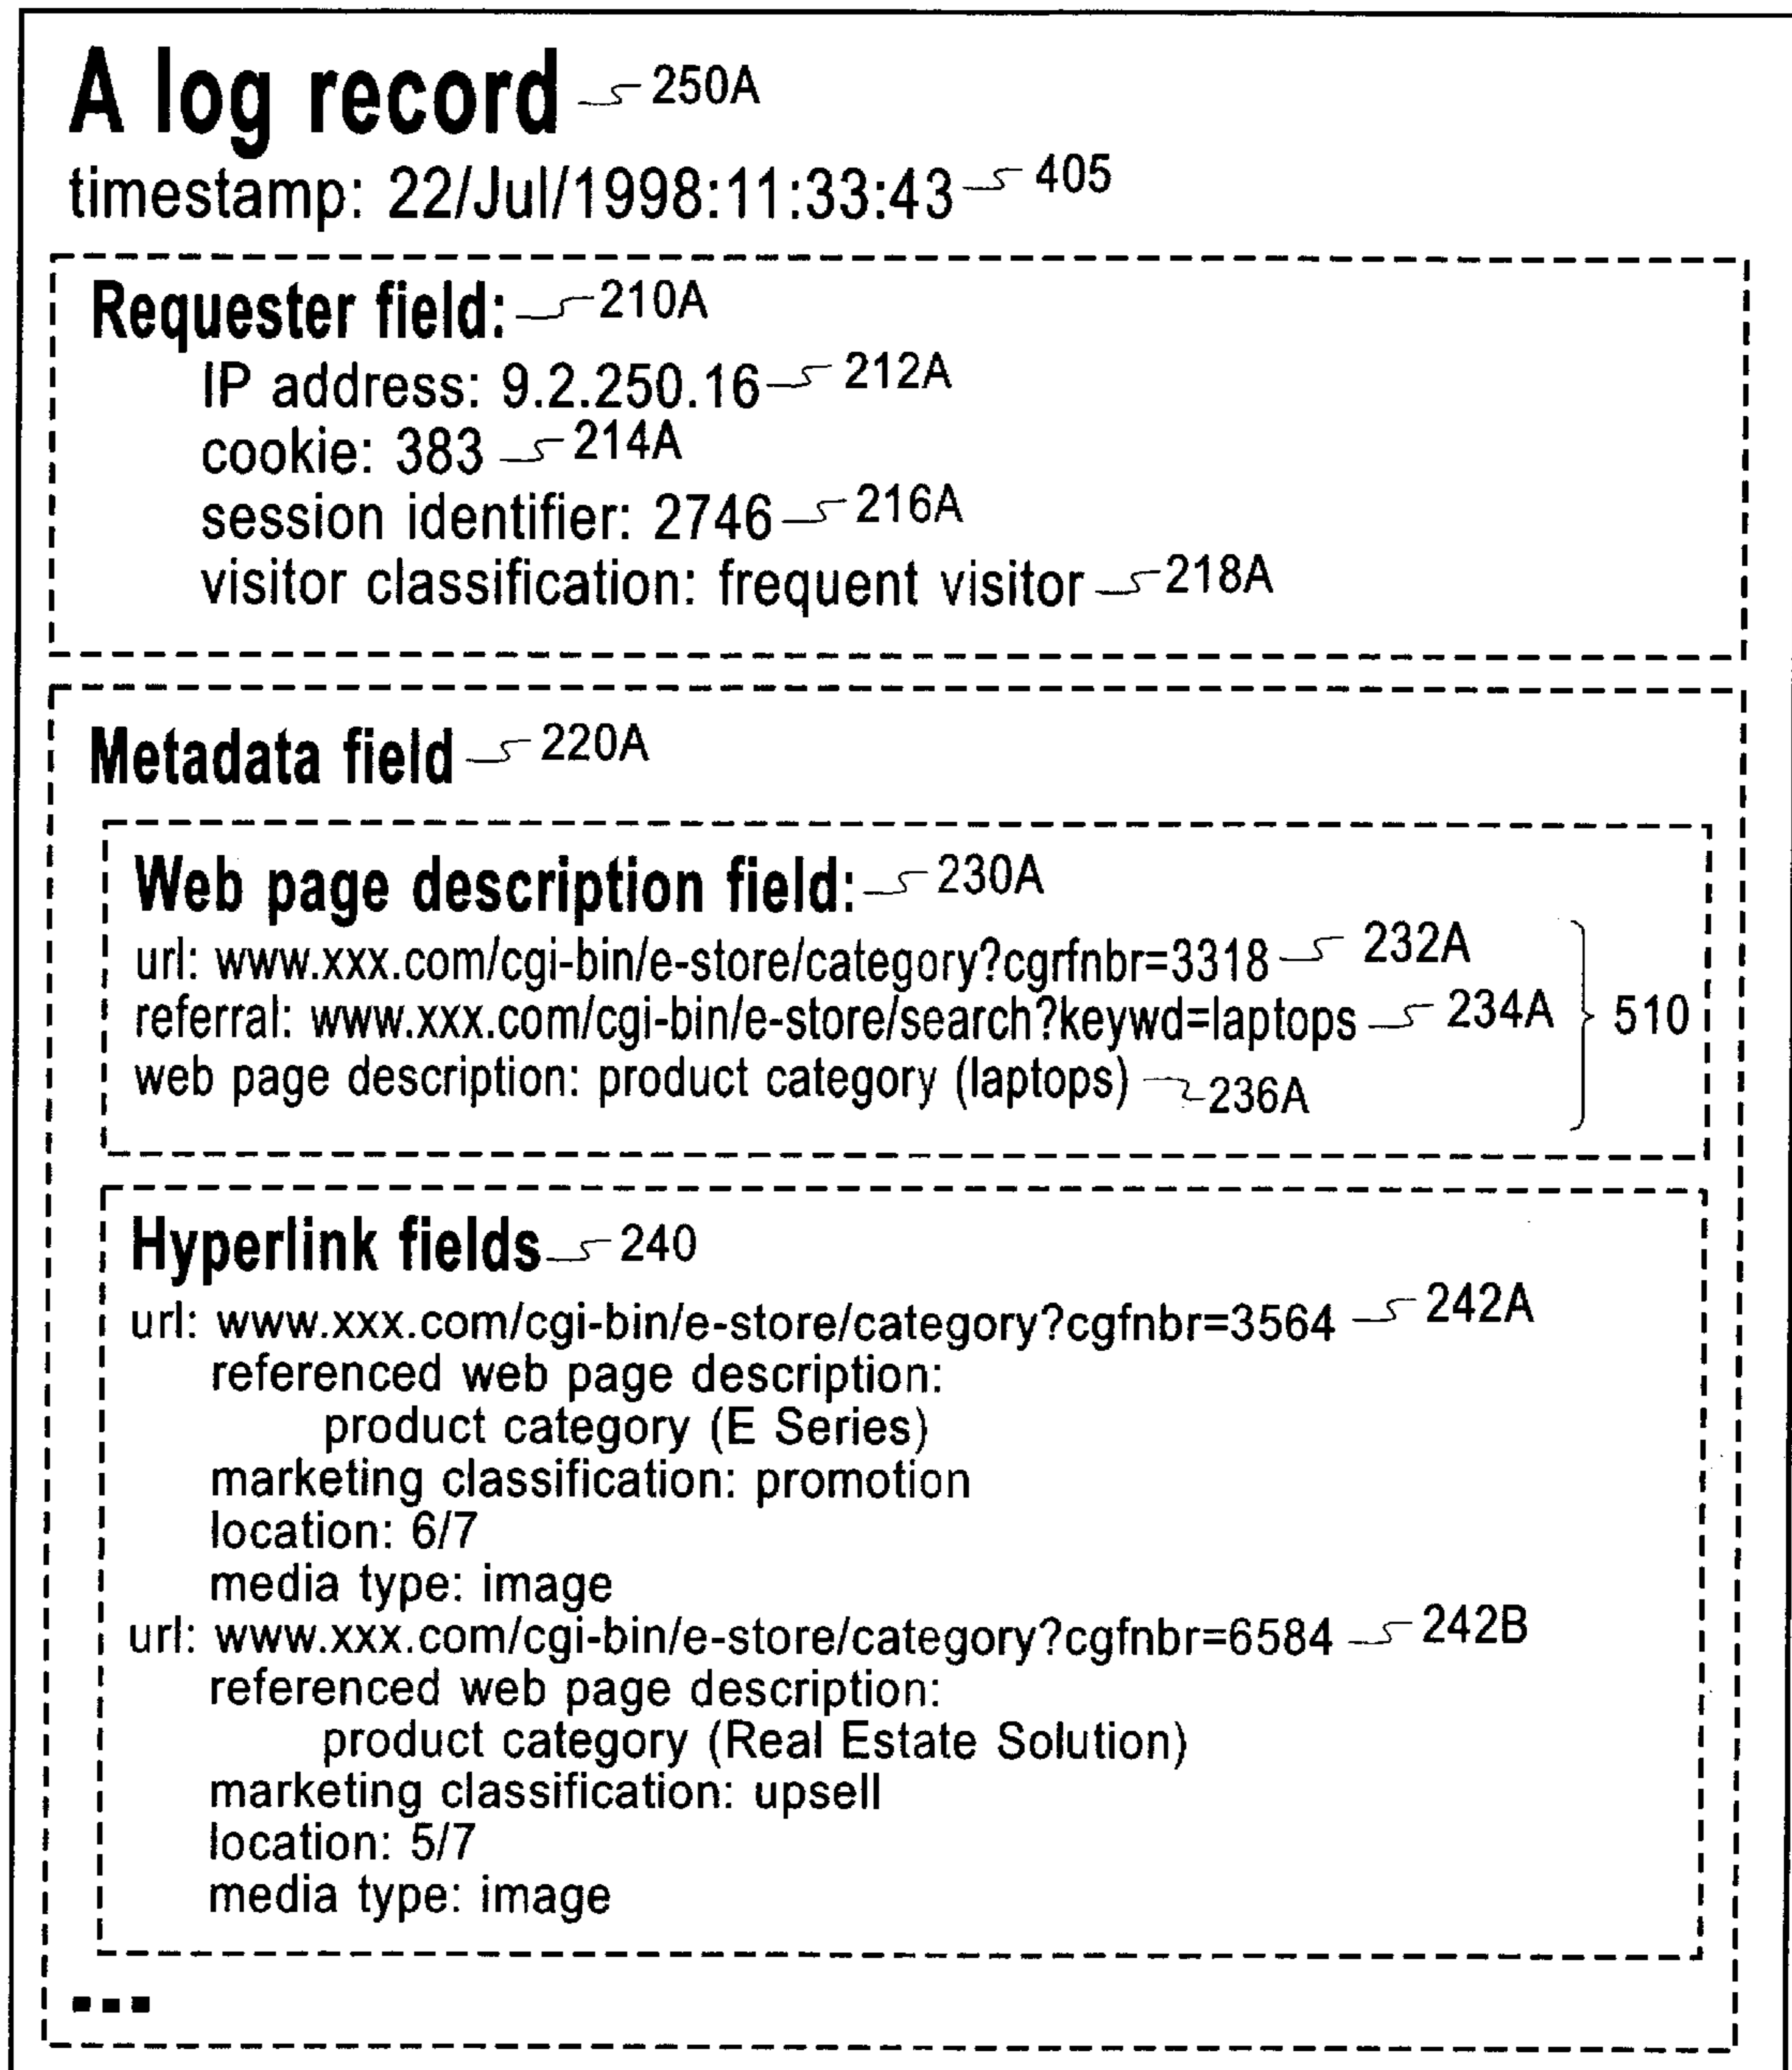 A log record 250A
timestamp: 22/Jul/1998:11:33:43 405
Requester field: 210A
IP address: 9.2.250.16 212A
cookie: 383 214A
session identifier: 2746 216A
visitor classification: frequent visitor 218A
Metadata field 220A
Web page description field: 230A
url: www.xxx.com/cgi-bin/e-store/category?cgrfnbr=3318 232A
referral: www.xxx.com/cgi-bin/e-store/search?keywd=laptops 234A 510
web page description: product category (laptops) 236A
Hyperlink fields 240
url: www.xxx.com/cgi-bin/e-store/category?cgfnbr=3564 242A
referenced web page description:
product category (E Series)
marketing classification: promotion
location: 6/7
media type: image
url: www.xxx.com/cgi-bin/e-store/category?cgfnbr=6584 242B
referenced web page description:
product category (Real Estate Solution)
marketing classification: upsell
location: 5/7
media type: image
...